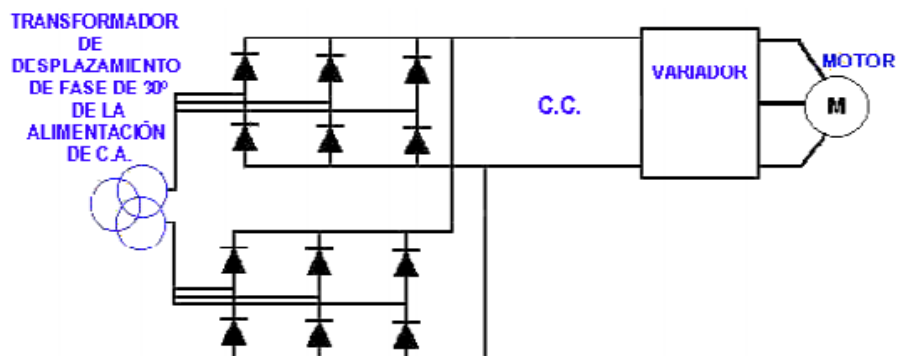 TRANSFORMADOR
DE
DESPLAZAMIENTO
DE FASE DE 30º
DE LA
ALIMENTACIÓN
DE C.A.
C.C.
VARIADOR
MOTOR
M